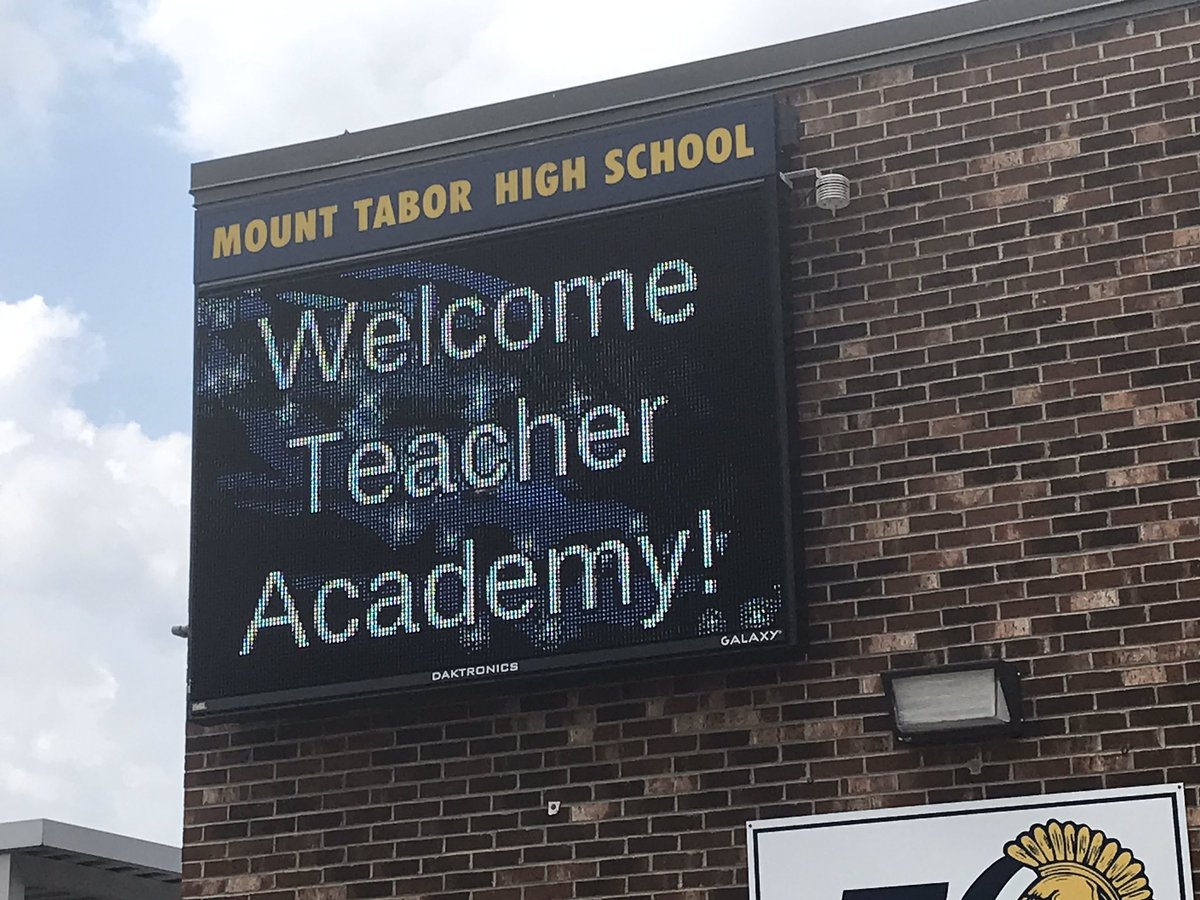 MOUNT TABOR HIGH SCHOOL
Welcome
Teacher
Academy!
DAKTRONICS
GALAXY